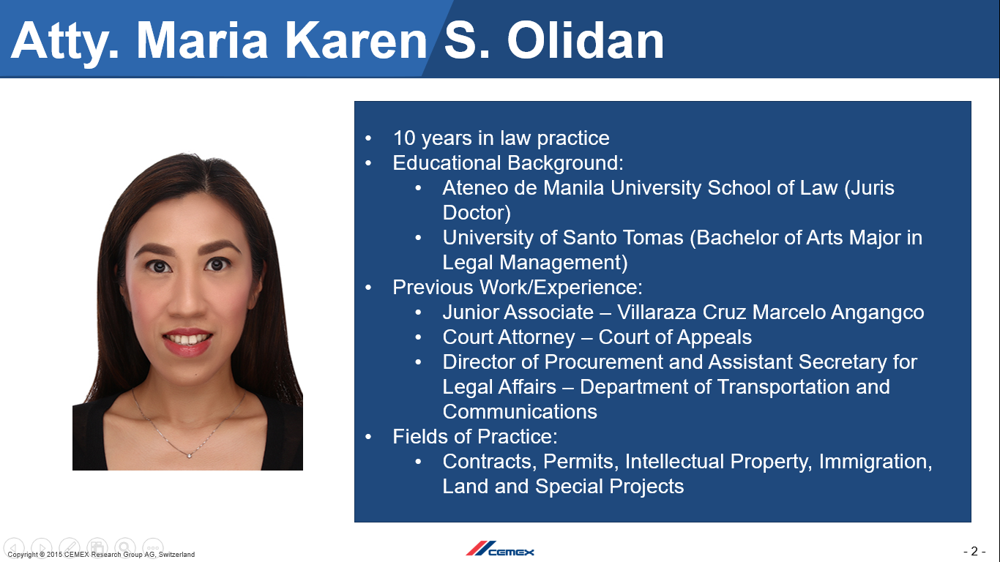 Atty. Maria Karen S. Olidan
• 10 years in law practice
• Educational Background:
• Ateneo de Manila University School of Law (Juris
Doctor)
• University of Santo Tomas (Bachelor of Arts Major in
Legal Management)
• Previous Work/Experience:
• Junior Associate – Villaraza Cruz Marcelo Angangco
• Court Attorney – Court of Appeals
• Director of Procurement and Assistant Secretary for
Legal Affairs – Department of Transportation and
Communications
• Fields of Practice:
• Contracts, Permits, Intellectual Property, Immigration,
Land and Special Projects
Copyright © 2015 CEMEX Research Group AG, Switzerland
CEMEX
- 2 -